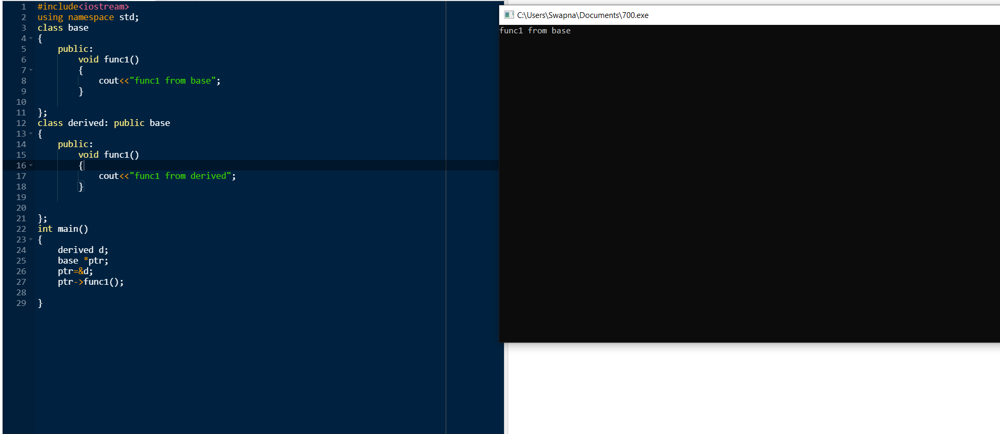 1 #include<iostream>
2 using namespace std;
3 class base
4 {
5     public:
6         void func1()
7         {
8             cout<<"func1 from base";
9         }
10
11 };
12 class derived: public base
13 {
14     public:
15         void func1()
16         {
17             cout<<"func1 from derived";
18         }
19
20
21 };
22 int main()
23 {
24     derived d;
25     base *ptr;
26     ptr=&d;
27     ptr->func1();
28
29 }
C:\Users\Swapna\Documents\700.exe
func1 from base